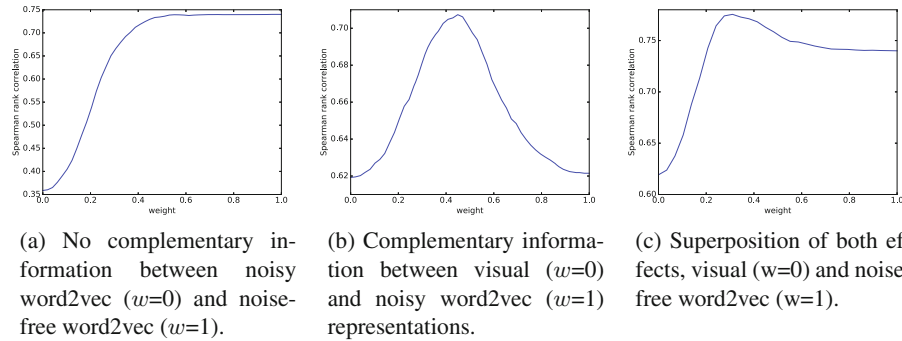 0.80
0.75
0.70
0.65
0.60
0.55
0.50
0.45
0.40
0.35
Spearman rank correlation
0.0 0.2 0.4 0.6 0.8 1.0
weight
(a) No complementary in-
formation between noisy
word2vec (w=0) and noise-
free word2vec (w=1).
0.70
0.68
0.66
0.64
0.62
Spearman rank correlation
0.0 0.2 0.4 0.6 0.8 1.0
weight
(b) Complementary informa-
tion between visual (w=0)
and noisy word2vec (w=1)
representations.
0.75
0.70
0.65
0.60
Spearman rank correlation
0.0 0.2 0.4 0.6 0.8 1.0
weight
(c) Superposition of both ef-
fects, visual (w=0) and noise-
free word2vec (w=1).